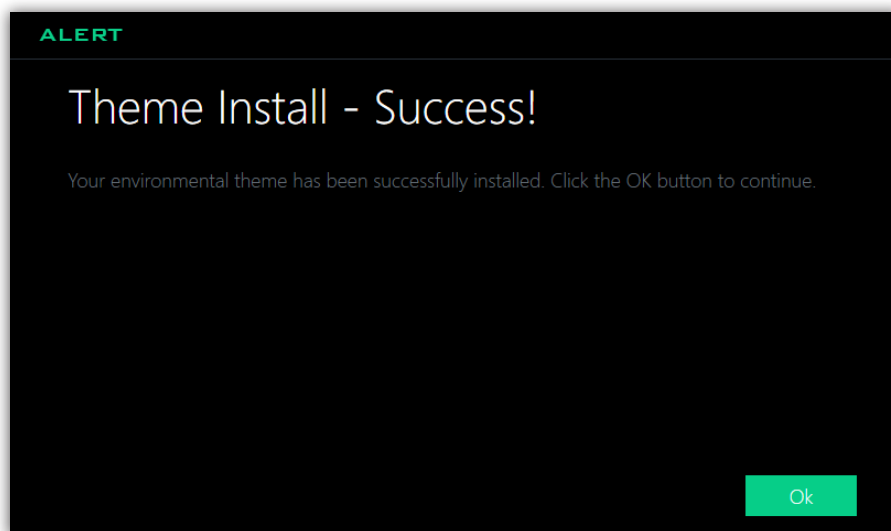 ALERT
Theme Install - Success!
Your environmental theme has been successfully installed. Click the OK button to continue.
Ok